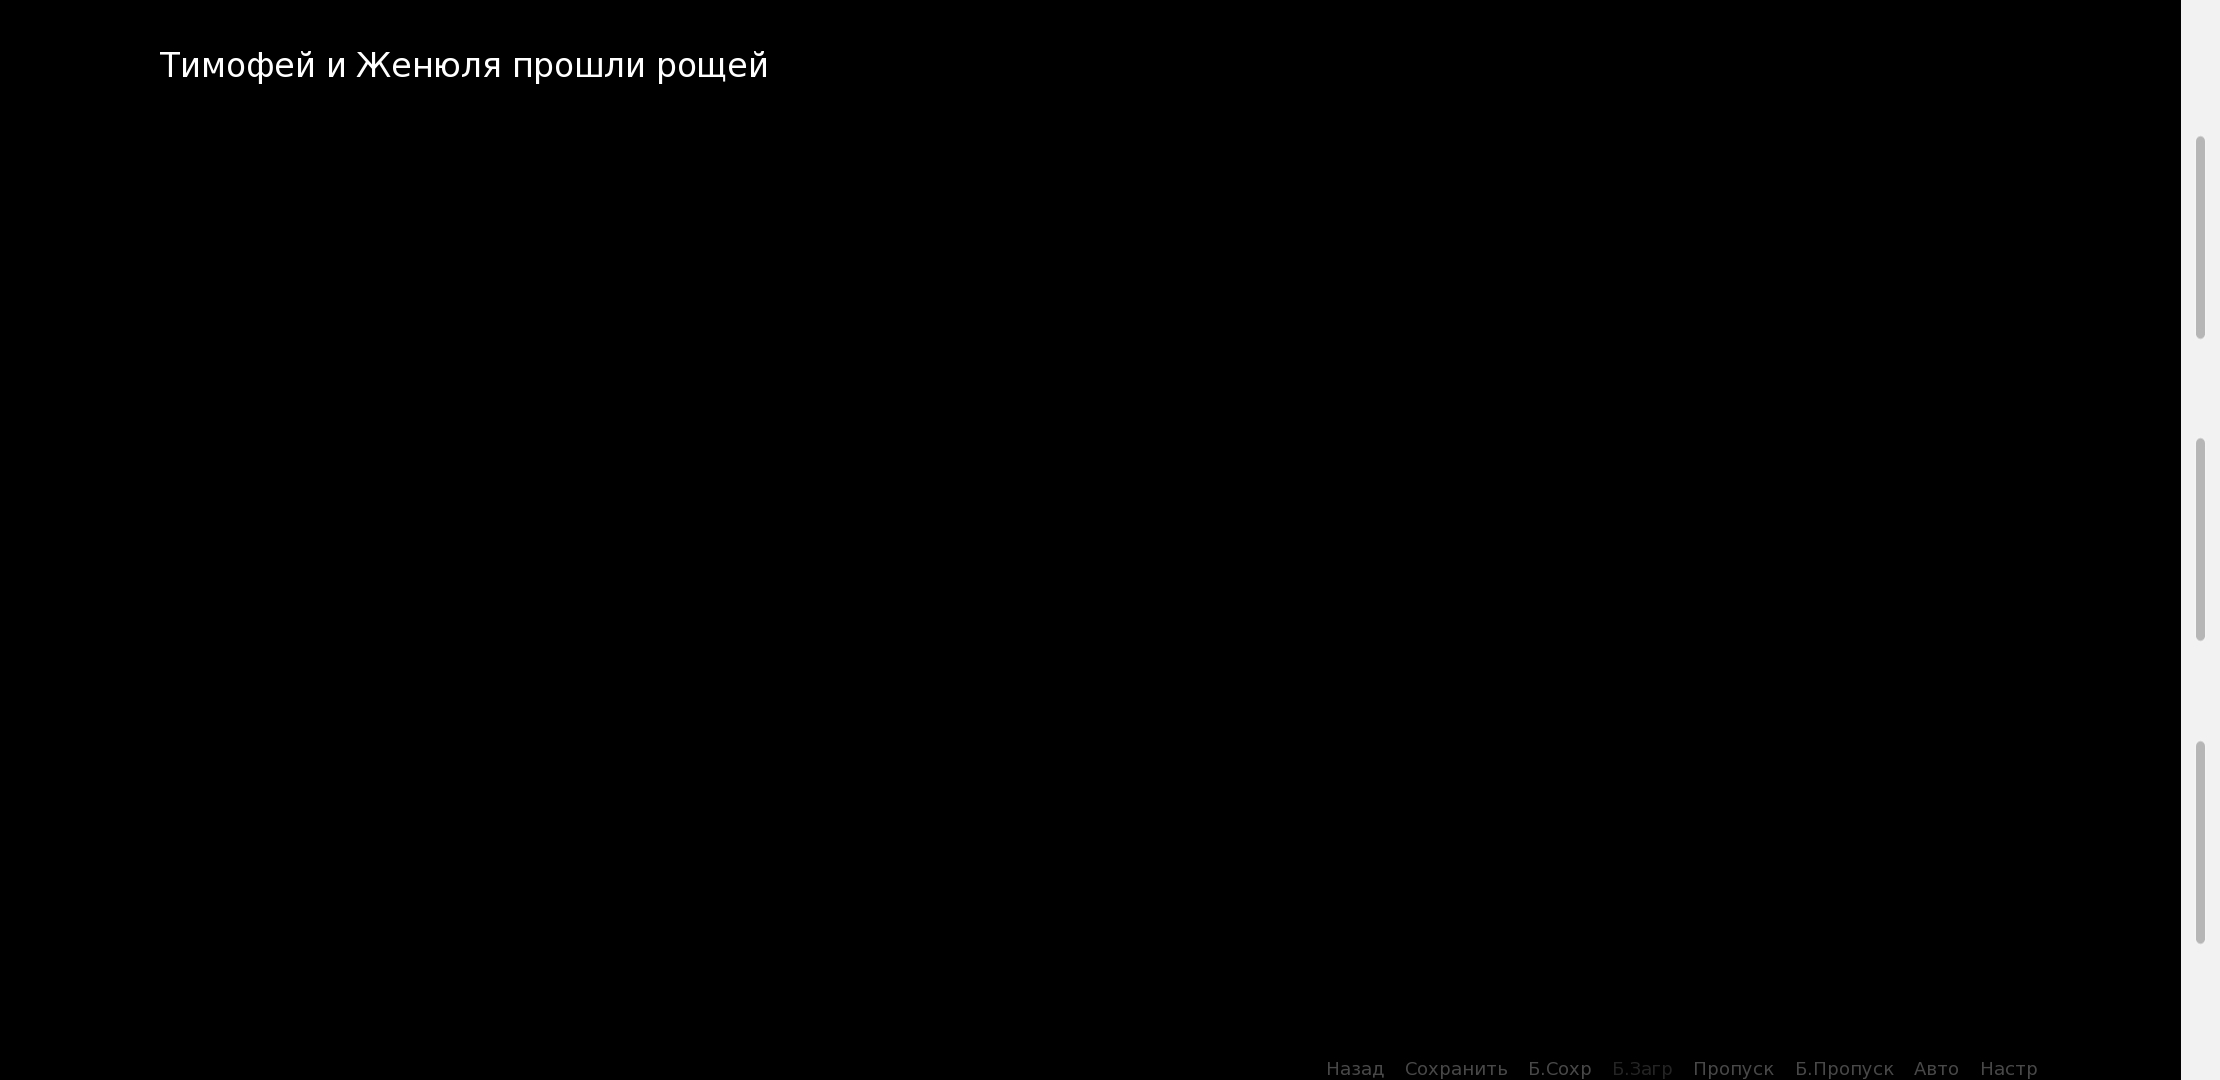 Тимофей и Женюля прошли рощей
Назад Сохранить Б.Сохр Б.Загр Пропуск Б.Пропуск Авто Настр